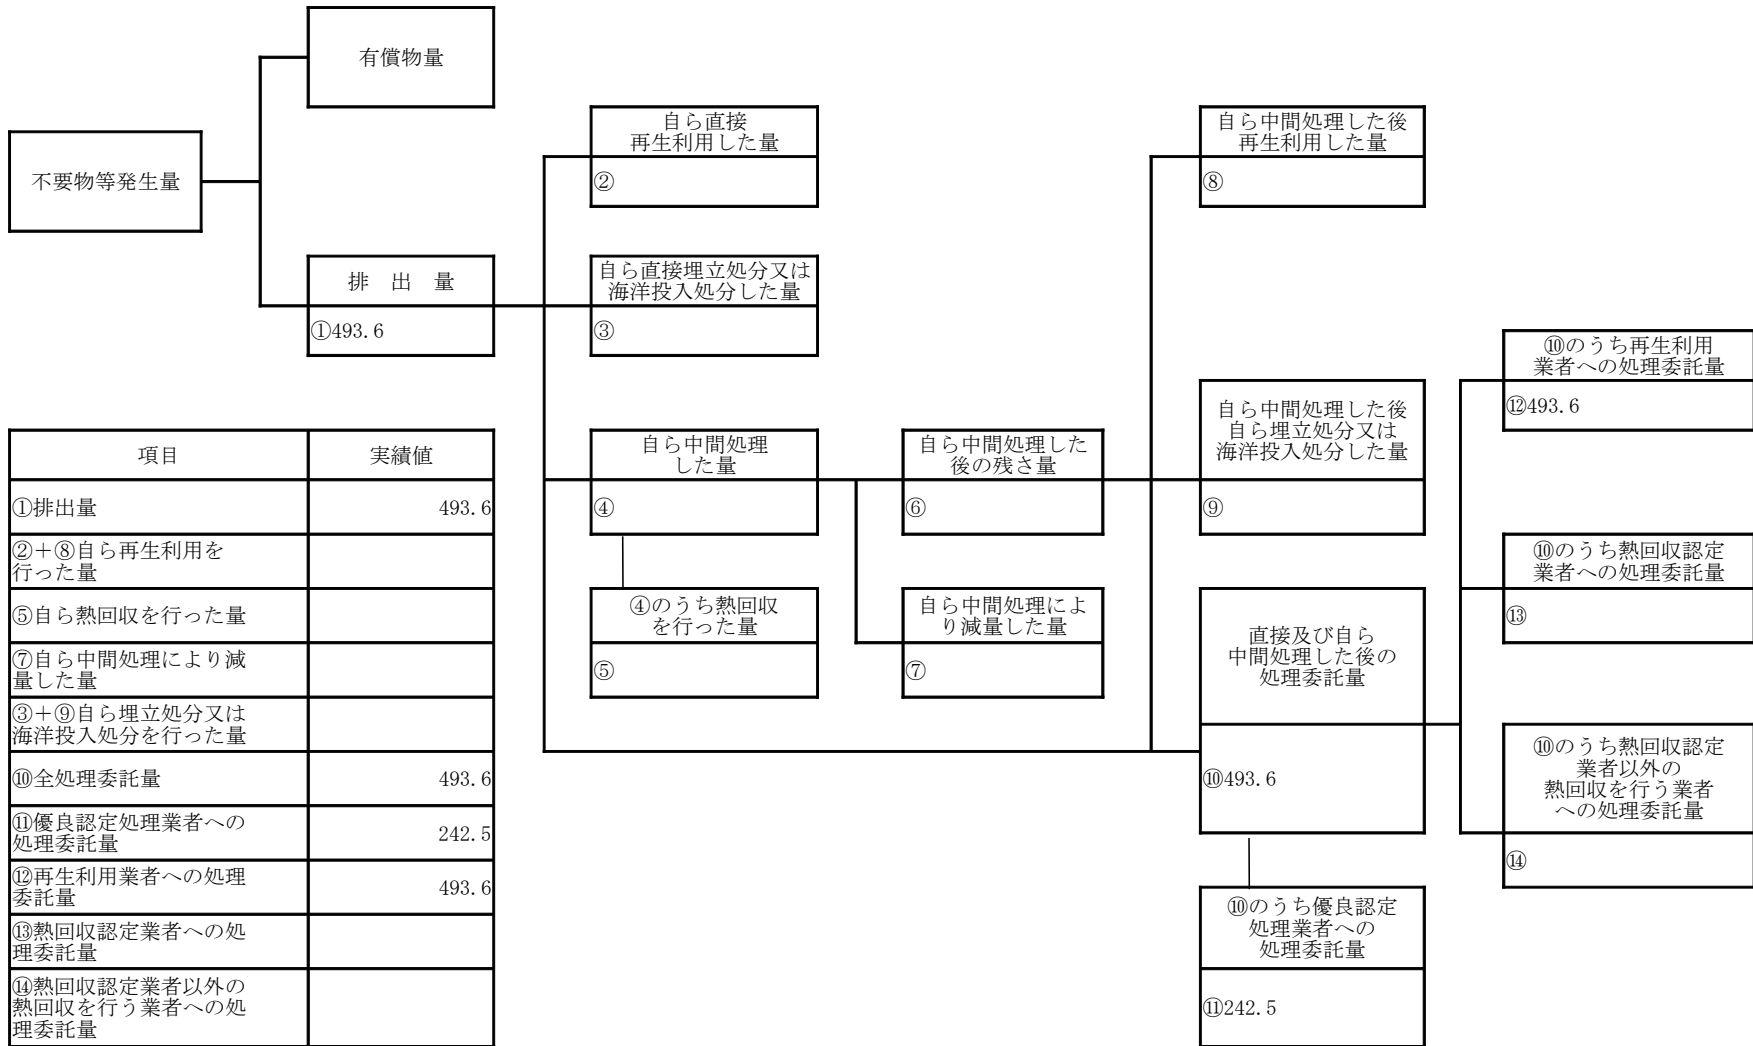 有償物量
不要物等発生量
排 出 量
①493.6
自ら直接
再生利用した量
②
自ら直接埋立処分又は
海洋投入処分した量
③
自ら中間処理
した量
④
④のうち熱回収
を行った量
⑤
自ら中間処理した
後の残さ量
⑥
自ら中間処理によ
り減量した量
⑦
自ら中間処理した後
再生利用した量
⑧
自ら中間処理した後
自ら埋立処分又は
海洋投入処分した量
⑨
直接及び自ら
中間処理した後の
処理委託量
⑩493.6
⑩のうち優良認定
処理業者への
処理委託量
⑪242.5
⑩のうち再生利用
業者への処理委託量
⑫493.6
⑩のうち熱回収認定
業者への処理委託量
⑬
⑩のうち熱回収認定
業者以外の
熱回収を行う業者
への処理委託量
⑭
項目 実績値
①排出量 493.6
②+⑧自ら再生利用を
行った量
⑤自ら熱回収を行った量
⑦自ら中間処理により減
量した量
③+⑨自ら埋立処分又は
海洋投入処分を行った量
⑩全処理委託量 493.6
⑪優良認定処理業者への
処理委託量 242.5
⑫再生利用業者への処理
委託量 493.6
⑬熱回収認定業者への処
理委託量
⑭熱回収認定業者以外の
熱回収を行う業者への処
理委託量